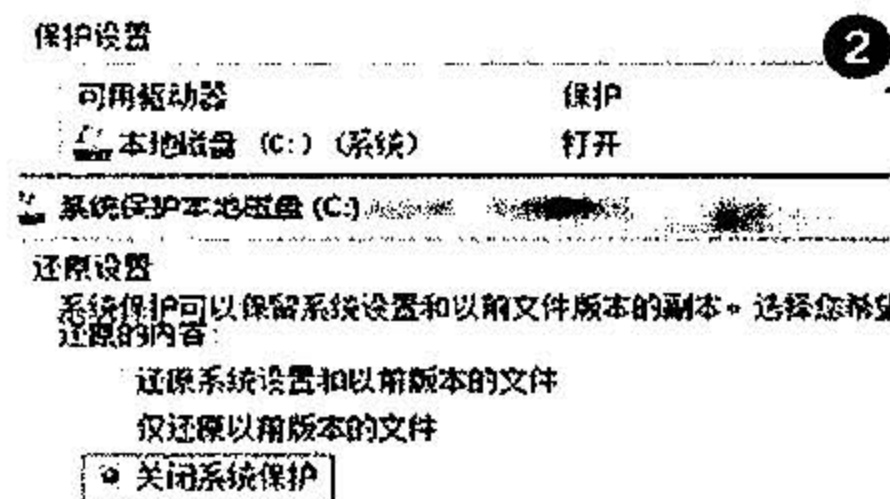 保护设置
2
可用驱动器 保护
本地磁盘 (C:) (系统) 打开
系统保护本地磁盘 (C:)
还原设置
系统保护可以保留系统设置和以前文件版本的副本。选择您希望
还原的内容:
还原系统设置和以前版本的文件
仅还原以前版本的文件
关闭系统保护